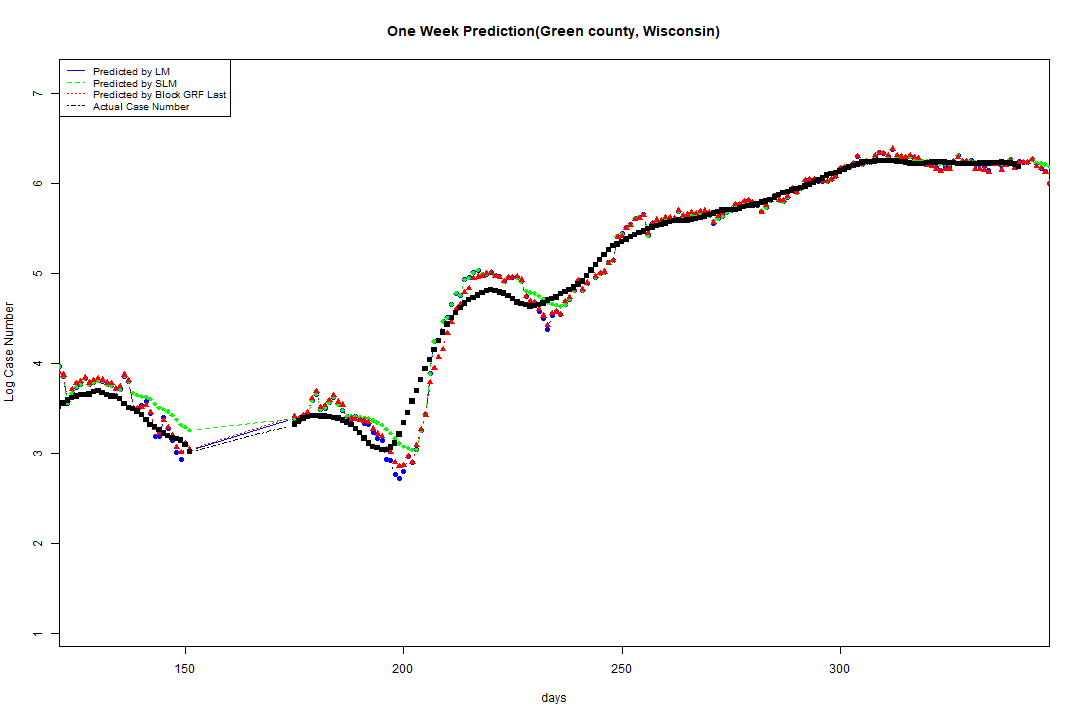 One Week Prediction(Green county, Wisconsin)
Predicted by LM
Predicted by SLM
Predicted by Block GRF Last
Actual Case Number
7
6
5
4
3
2
1
Log Case Number
150 200 250 300
days